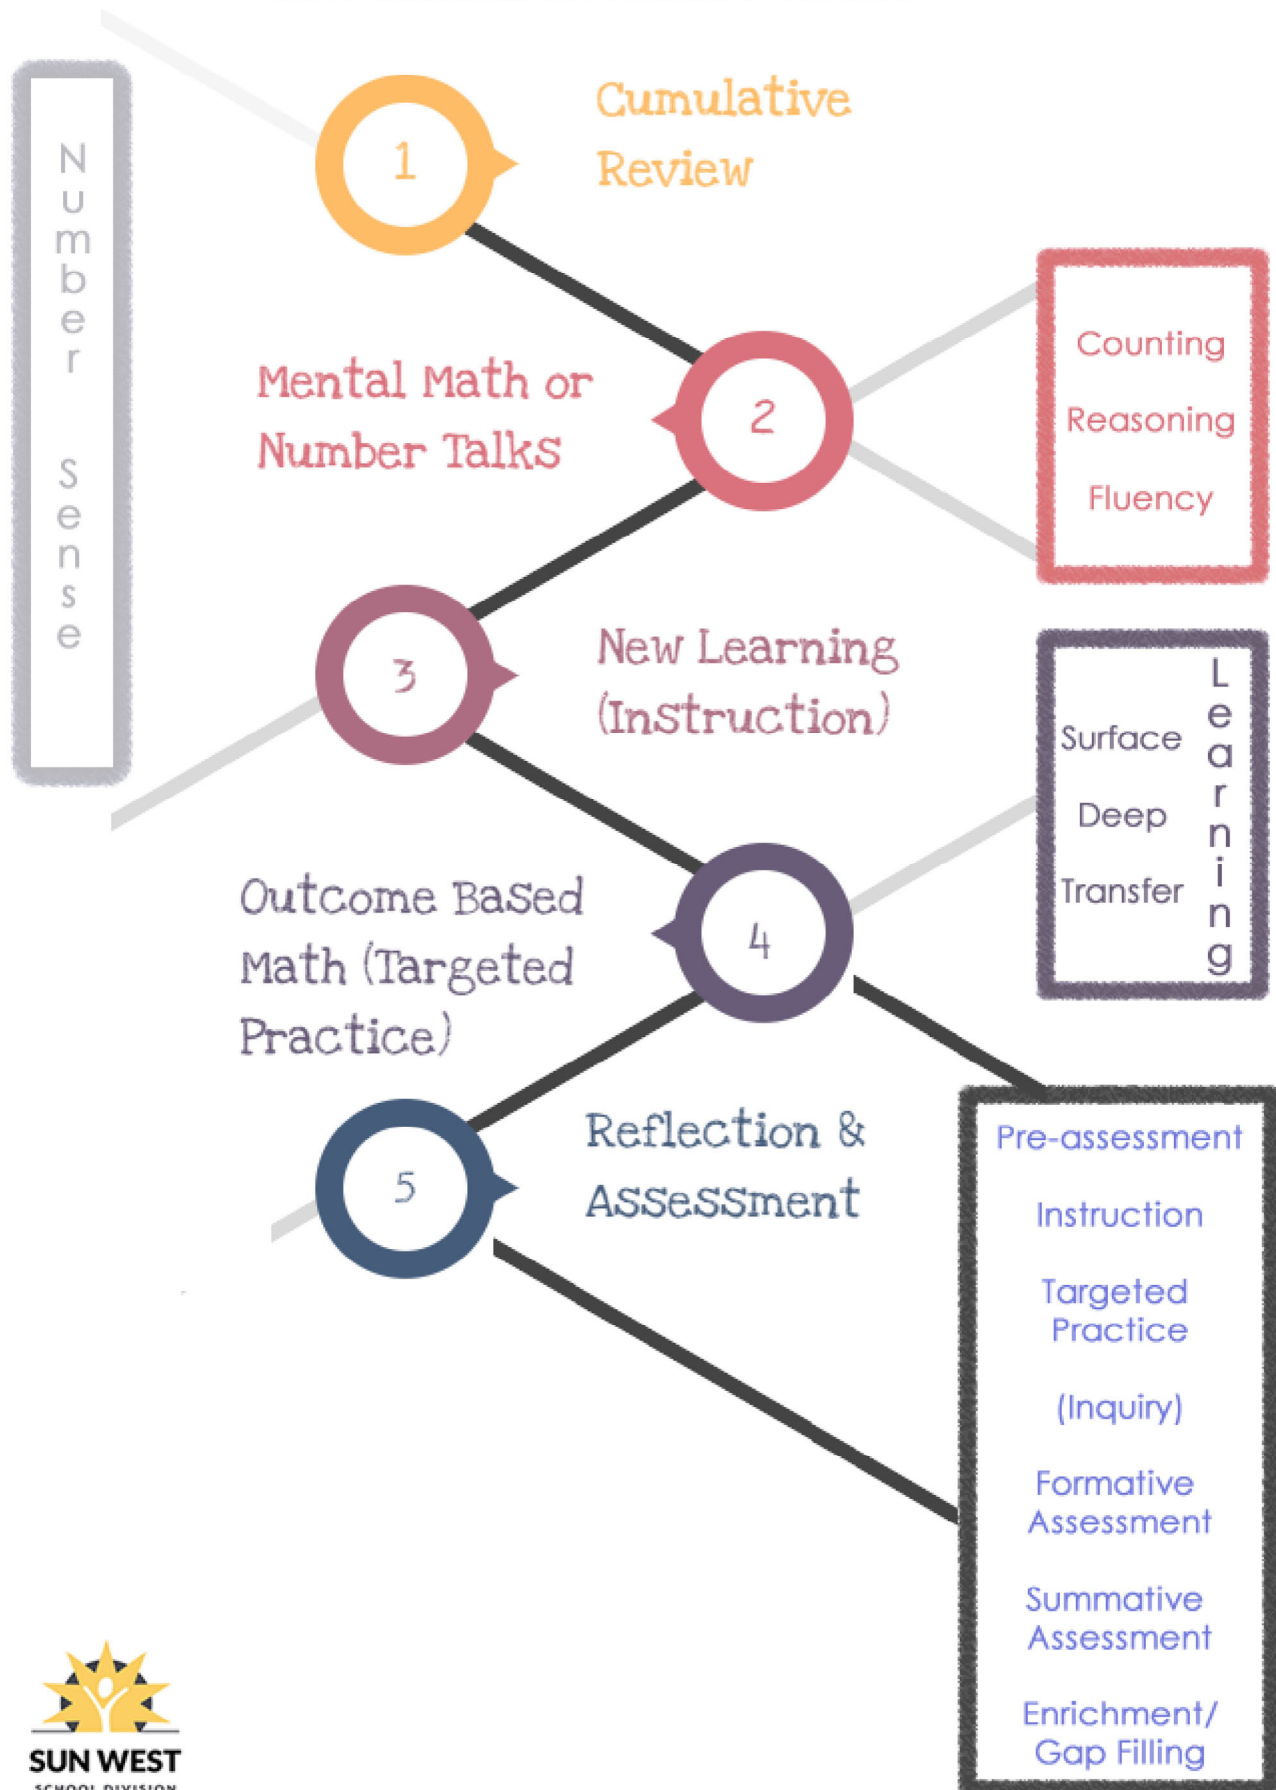 Number Sense
1
Cumulative
Review
Mental Math or
Number Talks
2
Counting
Reasoning
Fluency
3
New Learning
(Instruction)
Surface
Deep
Transfer
Learning
Outcome Based
Math (Targeted
Practice)
4
5
Reflection &
Assessment
Pre-assessment
Instruction
Targeted
Practice
(Inquiry)
Formative
Assessment
Summative
Assessment
Enrichment/
Gap Filling
SUN WEST
SCHOOL DIVISION